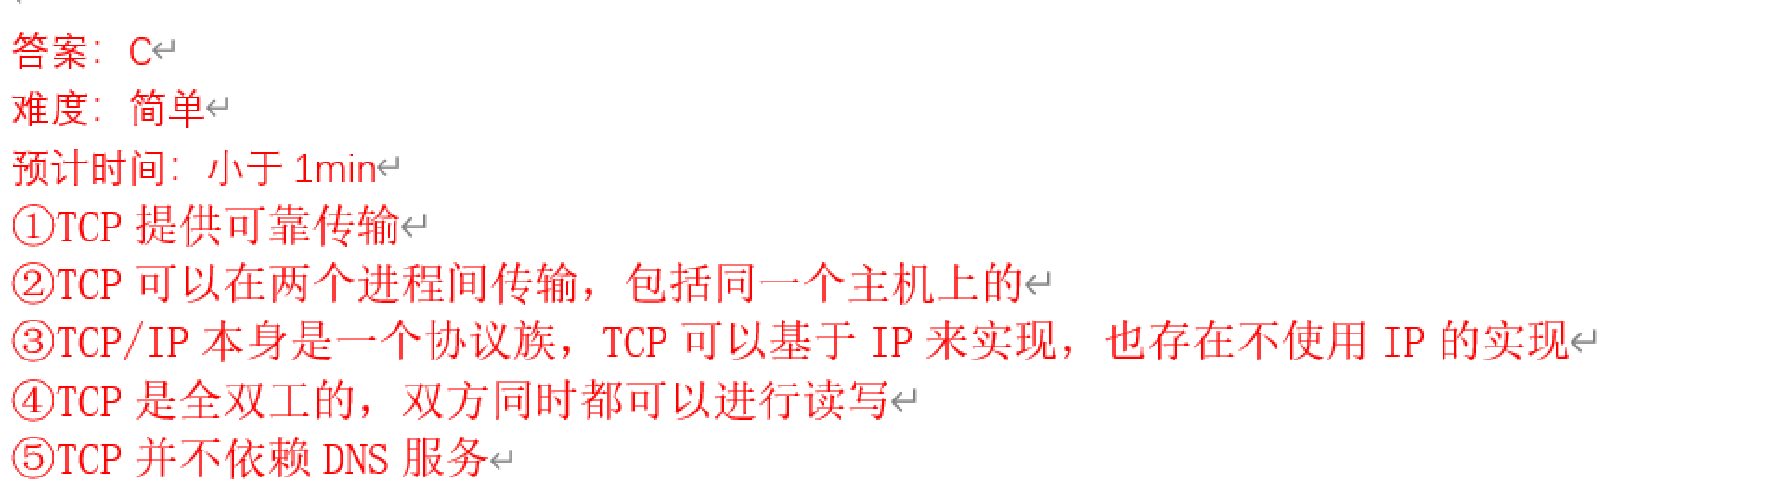 答案：C↵
难度：简单↵
预计时间：小于 1min↵
①TCP 提供可靠传输↵
②TCP 可以在两个进程间传输，包括同一个主机上的↵
③TCP/IP 本身是一个协议族，TCP 可以基于 IP 来实现，也存在不使用 IP 的实现↵
④TCP 是全双工的，双方同时都可以进行读写↵
⑤TCP 并不依赖 DNS 服务↵